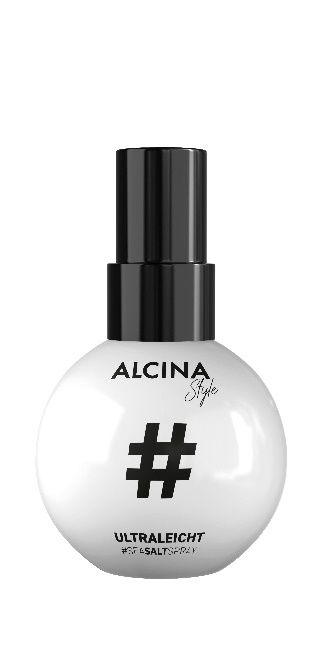 ALCINA
Style
#
ULTRALEICHT
#SEASALTSPRAY